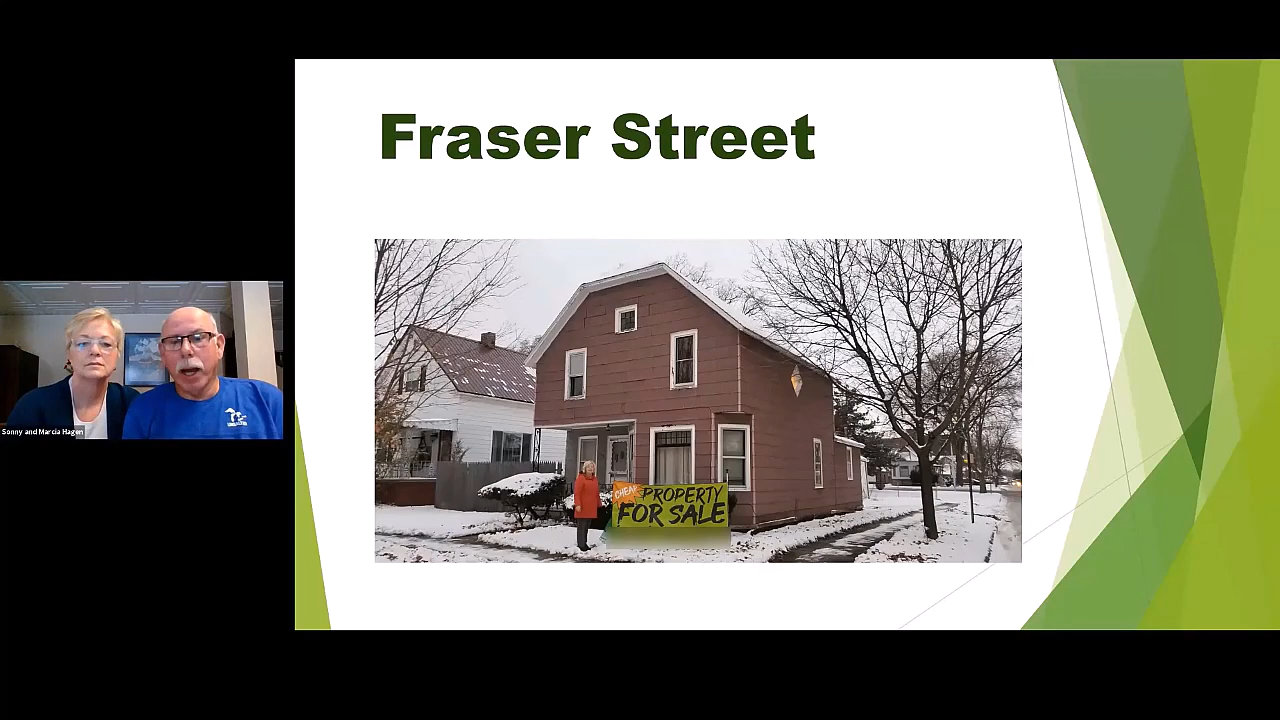 Fraser Street
CHEAP
PROPERTY
FOR SALE
Sonny and Marcia Hagen